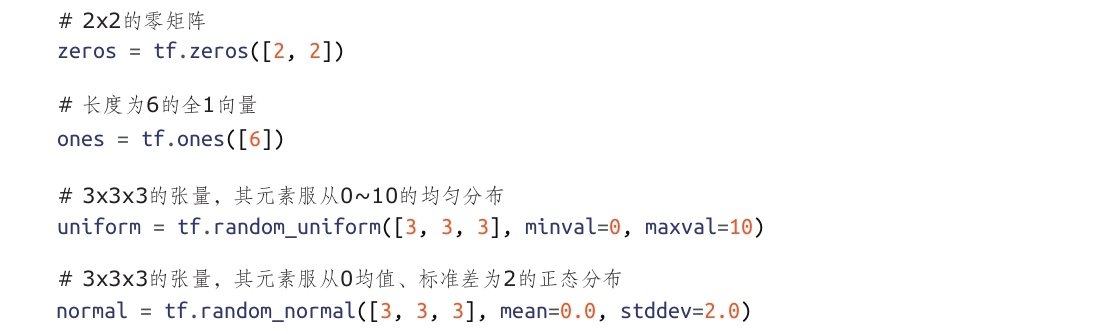 # 2x2的零矩阵
zeros = tf.zeros([2, 2])
# 长度为6的全1向量
ones = tf.ones([6])
# 3x3x3的张量，其元素服从0~10的均匀分布
uniform = tf.random_uniform([3, 3, 3], minval=0, maxval=10)
# 3x3x3的张量，其元素服从0均值、标准差为2的正态分布
normal = tf.random_normal([3, 3, 3], mean=0.0, stddev=2.0)